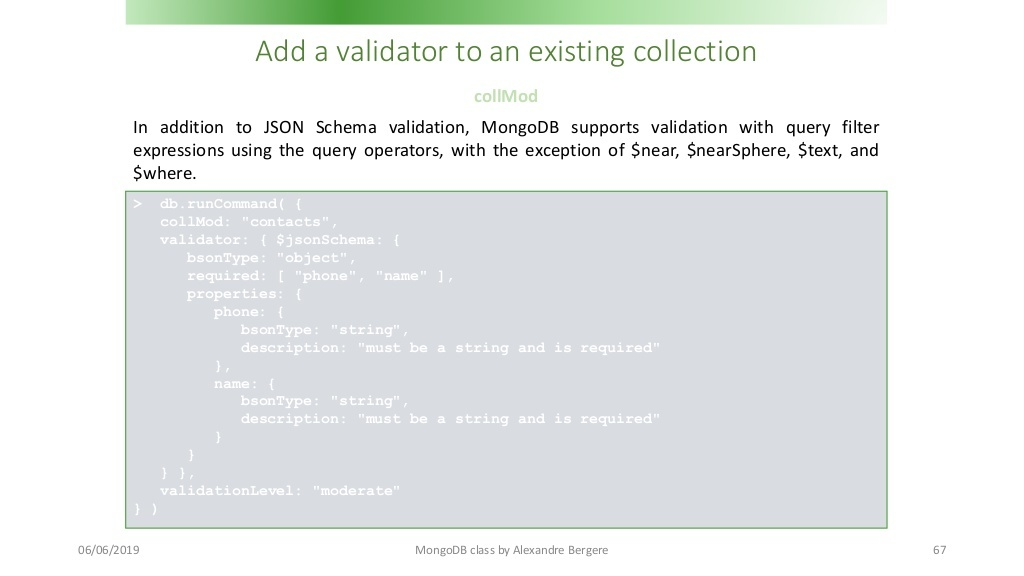 Add a validator to an existing collection
collMod
In addition to JSON Schema validation, MongoDB supports validation with query filter
expressions using the query operators, with the exception of $near, $nearSphere, $text, and
$where.
> db.runCommand( {
collMod: "contacts",
validator: { $jsonSchema: {
bsonType: "object",
required: [ "phone", "name" ],
properties: {
phone: {
bsonType: "string",
description: "must be a string and is required"
},
name: {
bsonType: "string",
description: "must be a string and is required"
}
}
} },
validationLevel: "moderate"
} )
06/06/2019
MongoDB class by Alexandre Bergere
67